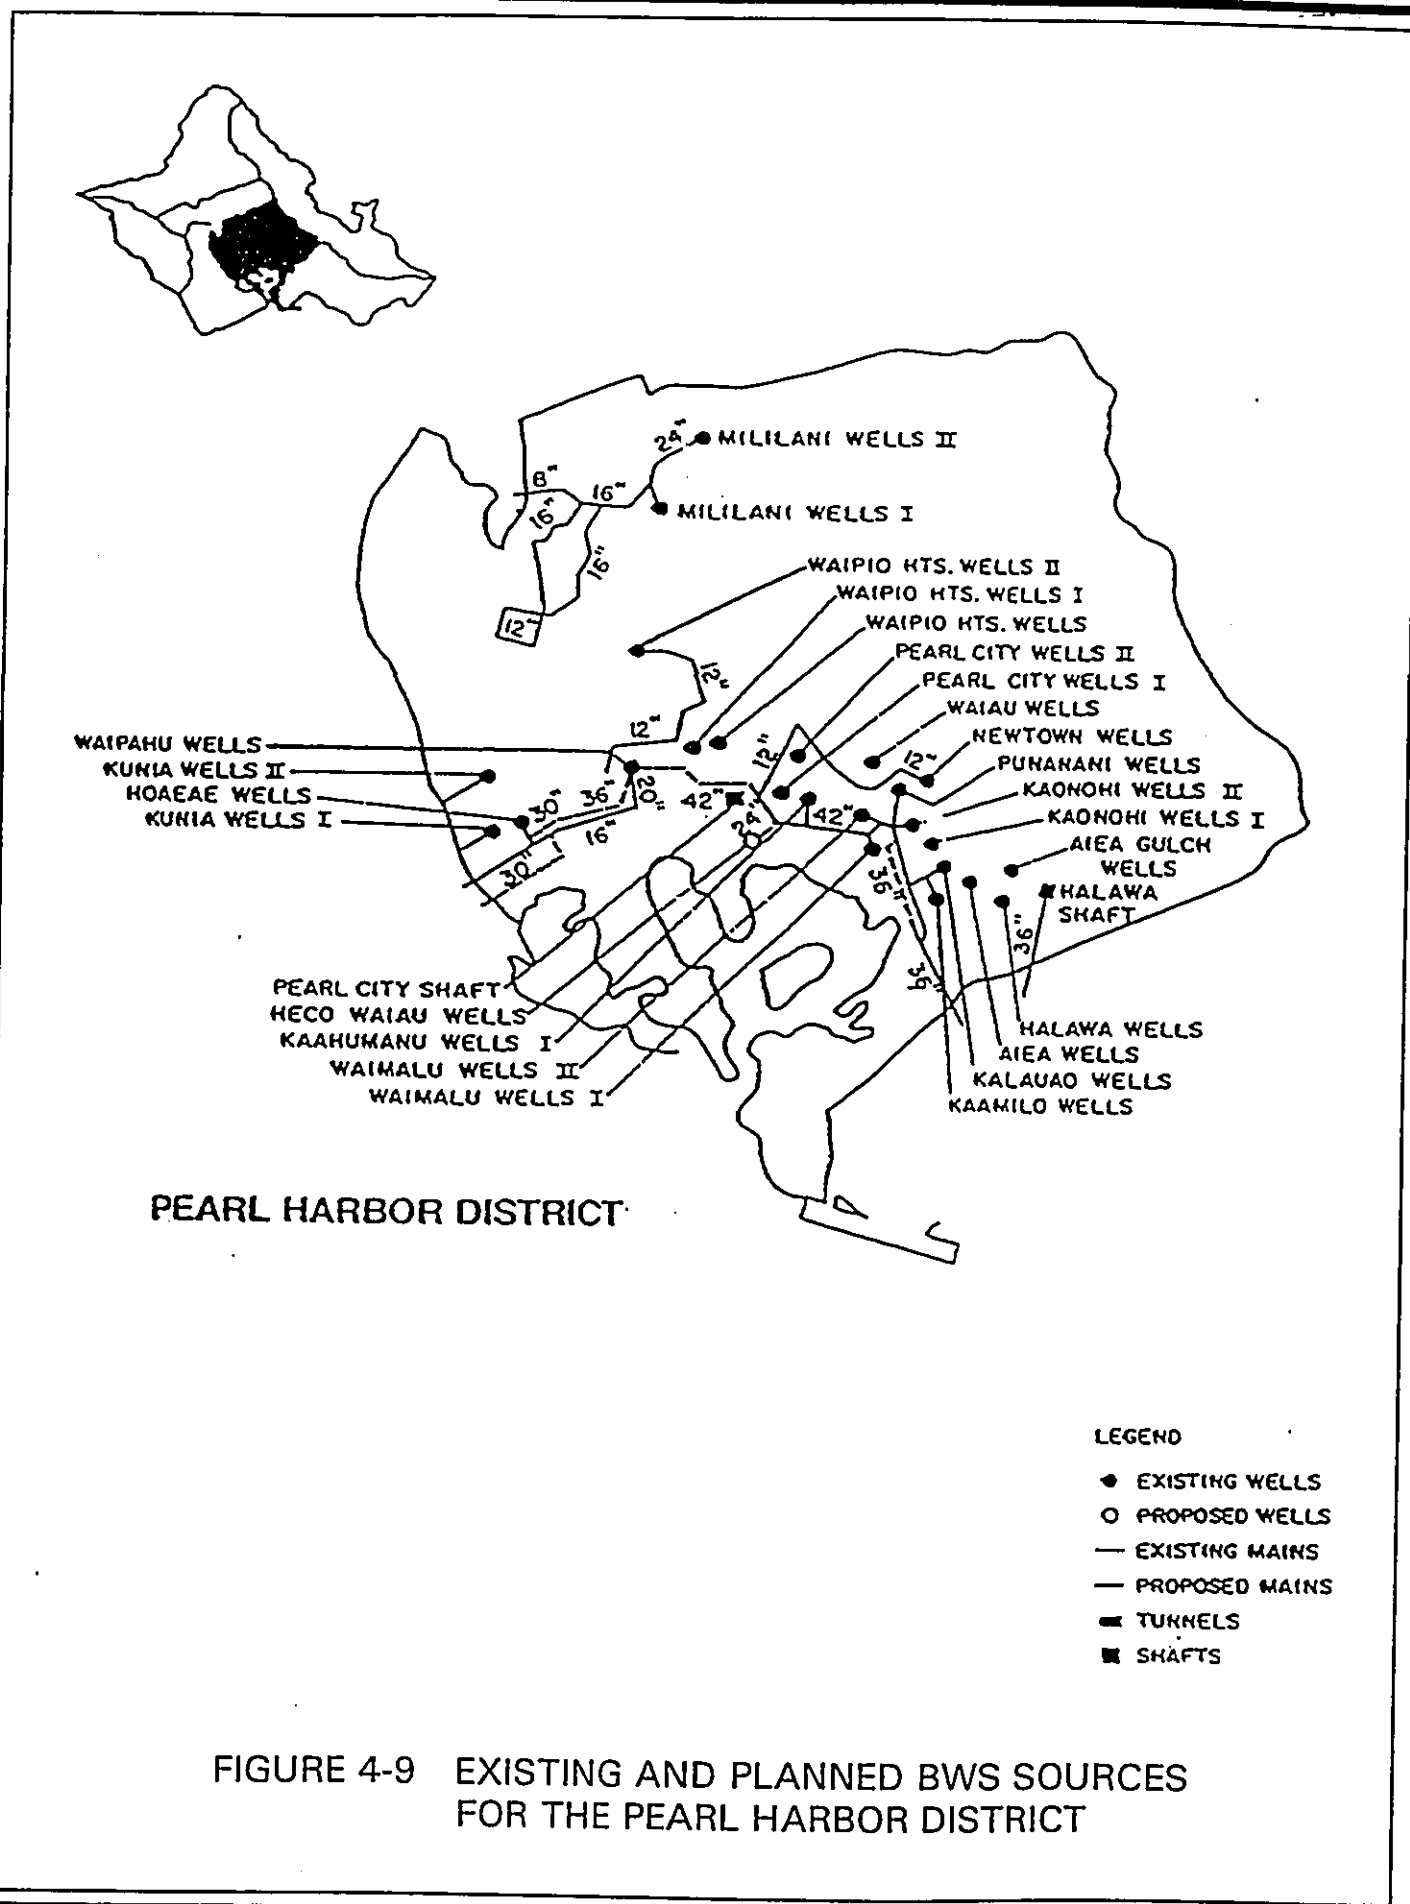 24"
MILILANI WELLS II
8"
16"
16"
MILILANI WELLS I
16"
12"
WAIPIO HTS. WELLS II
WAIPIO HTS. WELLS I
WAIPIO HTS. WELLS
PEARL CITY WELLS II
PEARL CITY WELLS I
WAIAU WELLS
NEWTOWN WELLS
PUNANANI WELLS
KAONOHI WELLS II
KAONOHI WELLS I
AIEA GULCH
WELLS
HALAWA
SHAFT
12"
12"
12"
12"
WAIPAHU WELLS
KUNIA WELLS II
HOAEAE WELLS
KUNIA WELLS I
30"
36"
20"
16"
30"
42"
24"
42"
36"
36"
36"
PEARL CITY SHAFT
HECO WAIAU WELLS
KAAHUMANU WELLS I
WAIMALU WELLS II
WAIMALU WELLS I
HALAWA WELLS
AIEA WELLS
KALAUAO WELLS
KAAMILO WELLS
PEARL HARBOR DISTRICT
LEGEND
EXISTING WELLS
PROPOSED WELLS
EXISTING MAINS
PROPOSED MAINS
TUNNELS
SHAFTS
FIGURE 4-9 EXISTING AND PLANNED BWS SOURCES
FOR THE PEARL HARBOR DISTRICT